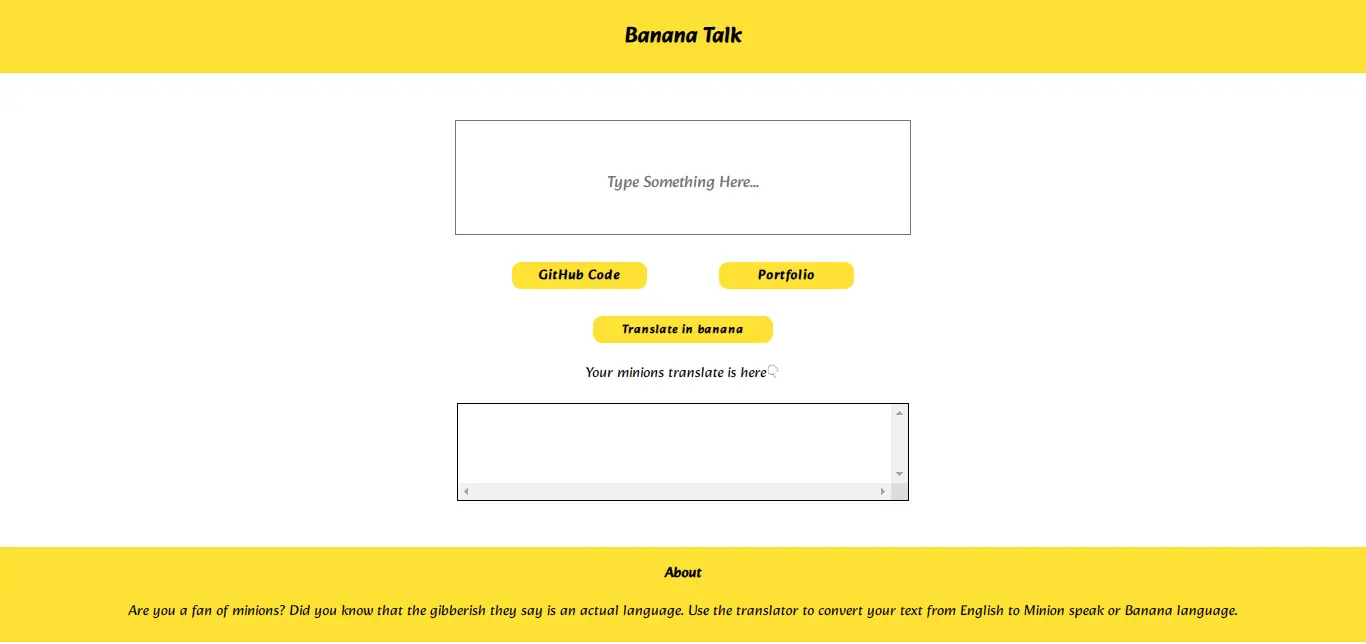 Banana Talk
Type Something Here...
GitHub Code
Portfolio
Translate in banana
Your minions translate is here👇
About
Are you a fan of minions? Did you know that the gibberish they say is an actual language. Use the translator to convert your text from English to Minion speak or Banana language.